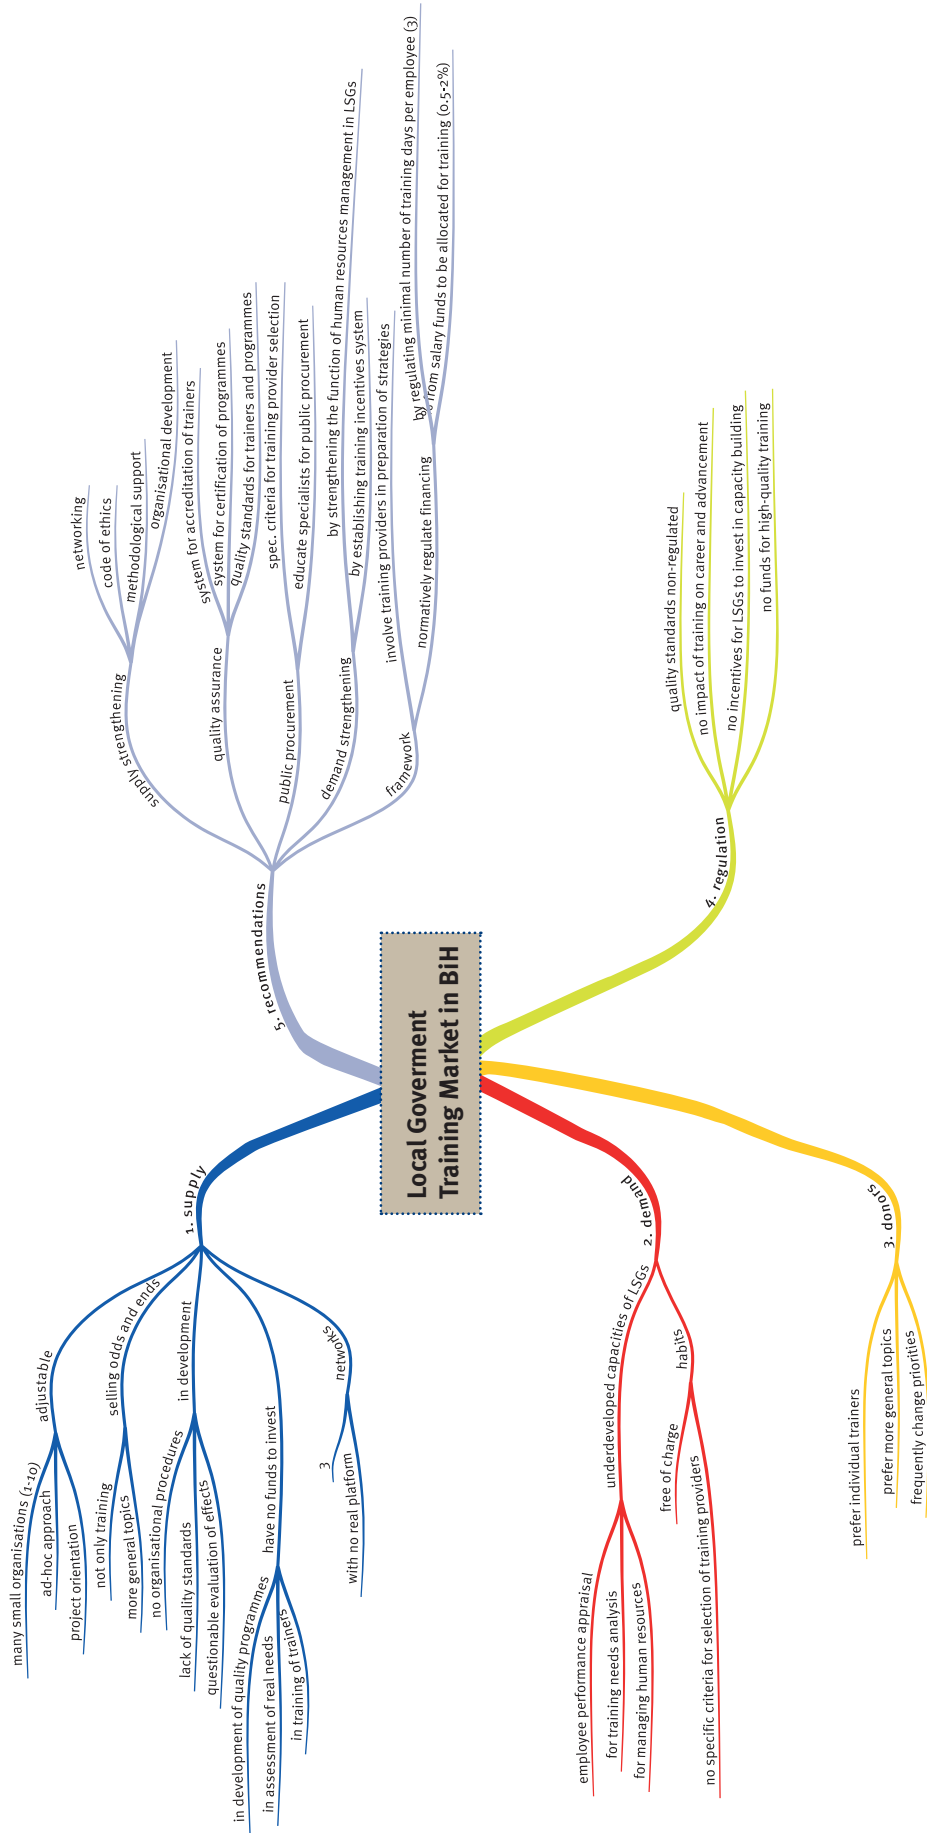 Local Goverment
Training Market in BiH
1. supply
adjustable
many small organisations (1-10)
ad-hoc approach
project orientation
selling odds and ends
not only training
more general topics
in development
no organisational procedures
lack of quality standards
questionable evaluation of effects
have no funds to invest
in development of quality programmes
in assessment of real needs
in training of trainers
networks
3
with no real platform
2. demand
underdeveloped capacities of LSGs
employee performance appraisal
for training needs analysis
for managing human resources
habits
free of charge
no specific criteria for selection of training providers
3. donors
prefer individual trainers
prefer more general topics
frequently change priorities
4. regulation
quality standards non-regulated
no impact of training on career and advancement
no incentives for LSGs to invest in capacity building
no funds for high-quality training
5. recommendations
supply strengthening
networking
code of ethics
methodological support
organisational development
quality assurance
system for accreditation of trainers
system for certification of programmes
quality standards for trainers and programmes
public procurement
spec. criteria for training provider selection
educate specialists for public procurement
demand strengthening
by strengthening the function of human resources management in LSGs
by establishing training incentives system
framework
involve training providers in preparation of strategies
normatively regulate financing
by regulating minimal number of training days per employee (3)
from salary funds to be allocated for training (0.5-2%)